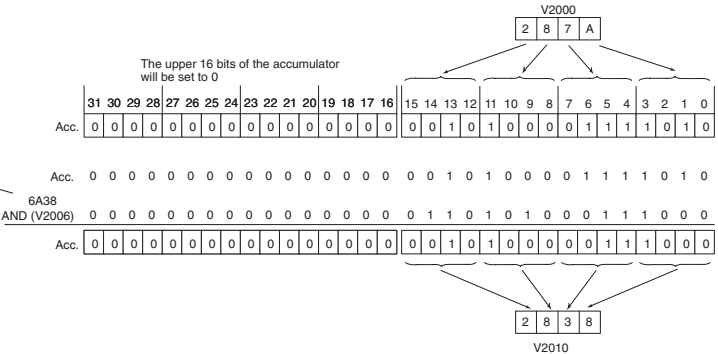 V2000
2 8 7 A
The upper 16 bits of the accumulator
will be set to 0
31 30 29 28 27 26 25 24 23 22 21 20 19 18 17 16 15 14 13 12 11 10 9 8 7 6 5 4 3 2 1 0
Acc. 0 0 0 0 0 0 0 0 0 0 0 0 0 0 0 0 0 0 1 0 1 0 0 0 0 1 1 1 1 0 1 0
Acc. 0 0 0 0 0 0 0 0 0 0 0 0 0 0 0 0 0 0 1 0 1 0 0 0 0 1 1 1 1 0 1 0
6A38
AND (V2006) 0 0 0 0 0 0 0 0 0 0 0 0 0 0 0 0 0 1 1 0 1 0 1 0 0 0 1 1 1 0 0 0
Acc. 0 0 0 0 0 0 0 0 0 0 0 0 0 0 0 0 0 0 1 0 1 0 0 0 0 0 1 1 1 0 0 0
2 8 3 8
V2010